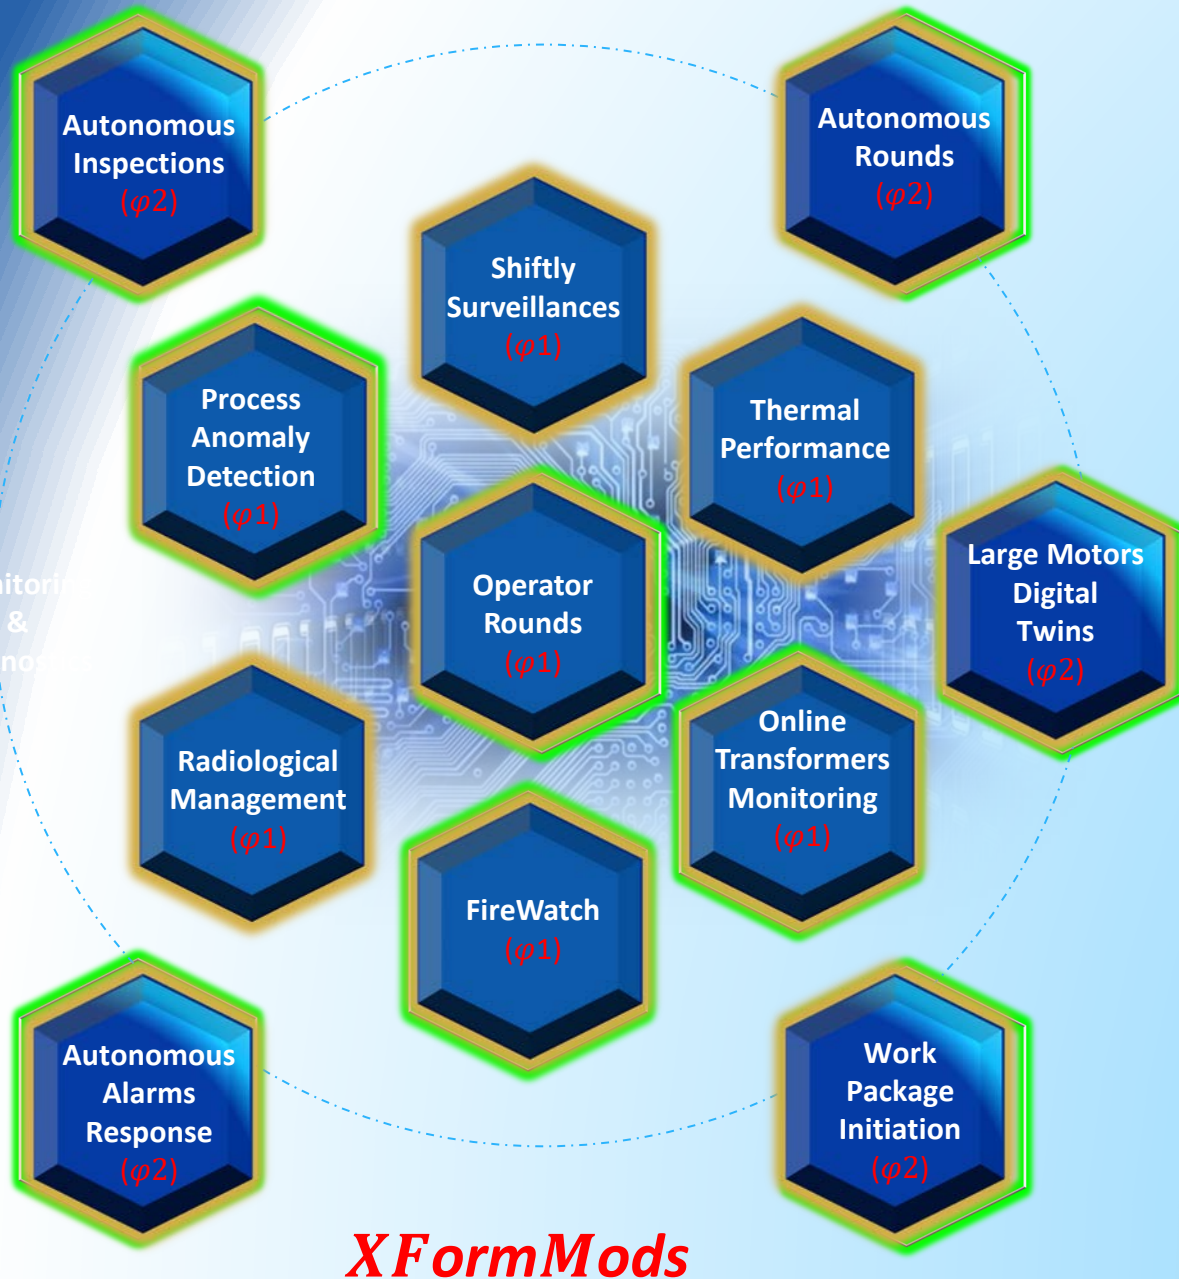 Autonomous
Inspections
(φ2)
Autonomous
Rounds
(φ2)
Shiftly
Surveillances
(φ1)
Process
Anomaly
Detection
(φ1)
Thermal
Performance
(φ1)
Operator
Rounds
(φ1)
Large Motors
Digital
Twins
(φ2)
&
Radiological
Management
(φ1)
Online
Transformers
Monitoring
(φ1)
FireWatch
(φ1)
Autonomous
Alarms
Response
(φ2)
Work
Package
Initiation
(φ2)
XFormMods